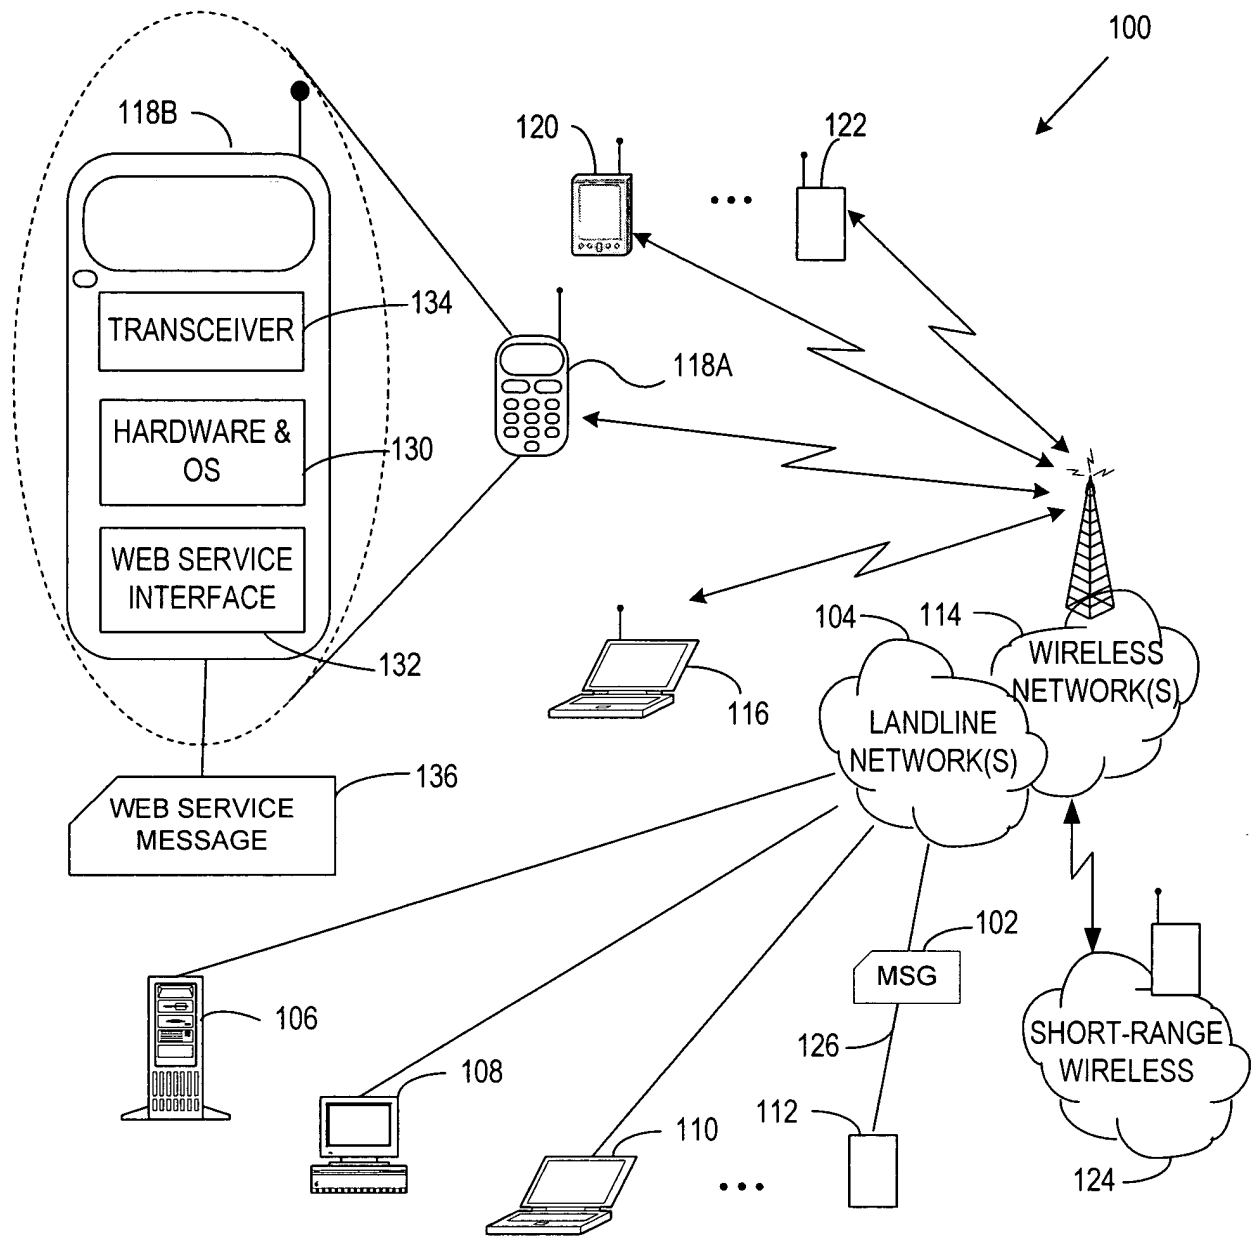 100
118B
120
122
TRANSCEIVER
134
118A
HARDWARE &
OS
130
WEB SERVICE
INTERFACE
132
104
114
WIRELESS
NETWORK(S)
116
LANDLINE
NETWORK(S)
136
WEB SERVICE
MESSAGE
102
MSG
106
126
SHORT-RANGE
WIRELESS
108
110
112
124